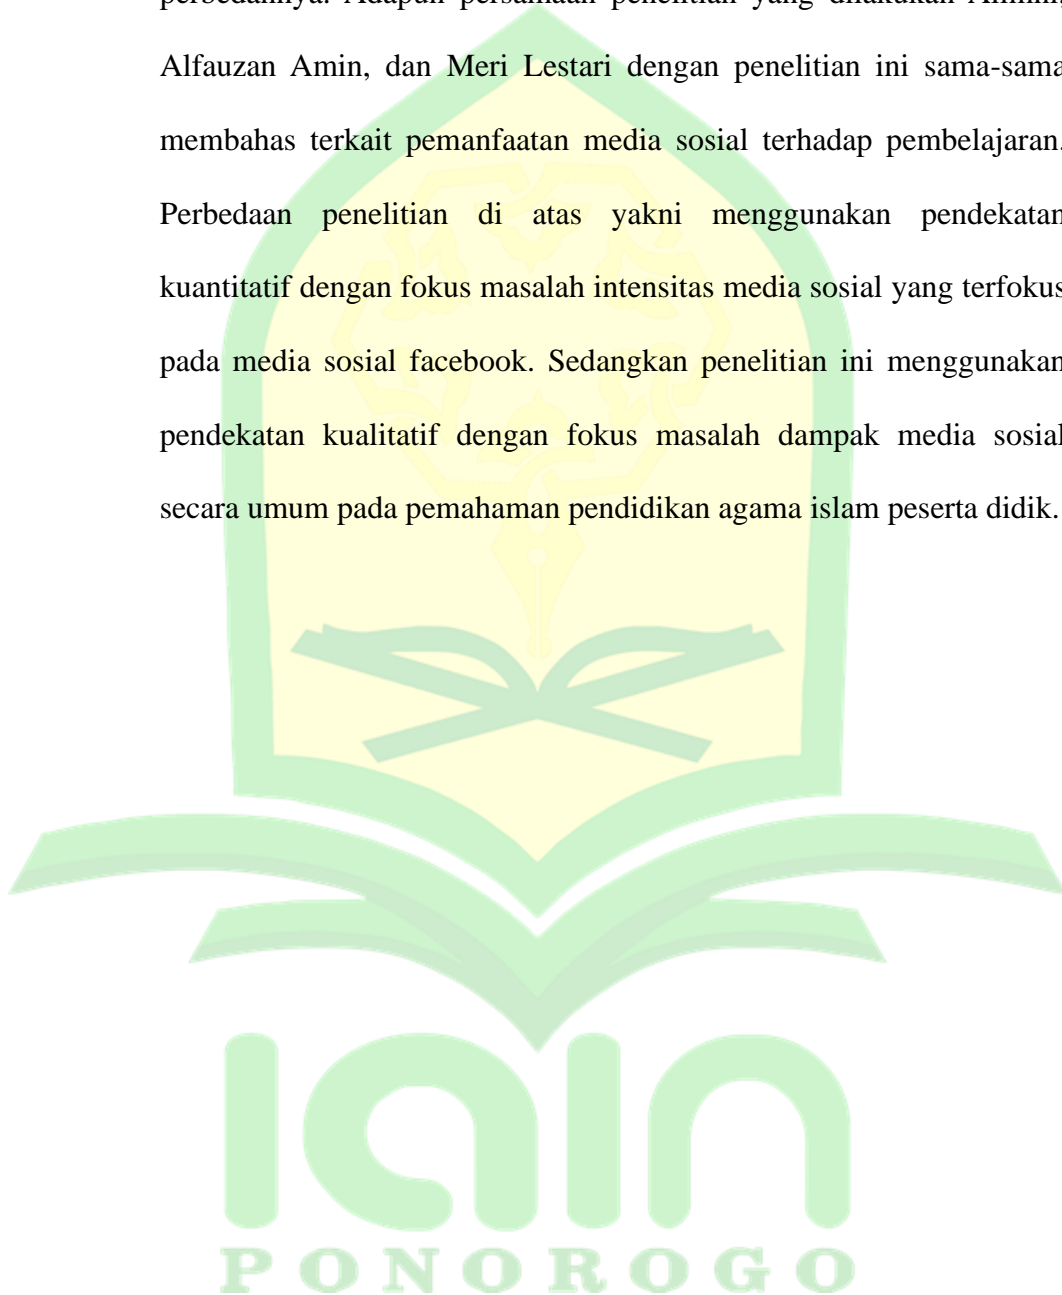 perbedannya. Adapun persamaan penelitian yang dilakukan
Alfauzan Amin, dan Meri Lestari dengan penelitian ini sama-sama
membahas terkait pemanfaatan media sosial terhadap pembelajaran.
Perbedaan penelitian di atas yakni menggunakan pendekatan
kuantitatif dengan fokus masalah intensitas media sosial yang terfokus
pada media sosial facebook. Sedangkan penelitian ini menggunakan
pendekatan kualitatif dengan fokus masalah dampak media sosial
secara umum pada pemahaman pendidikan agama islam peserta didik.
IAIN
PONOROGO